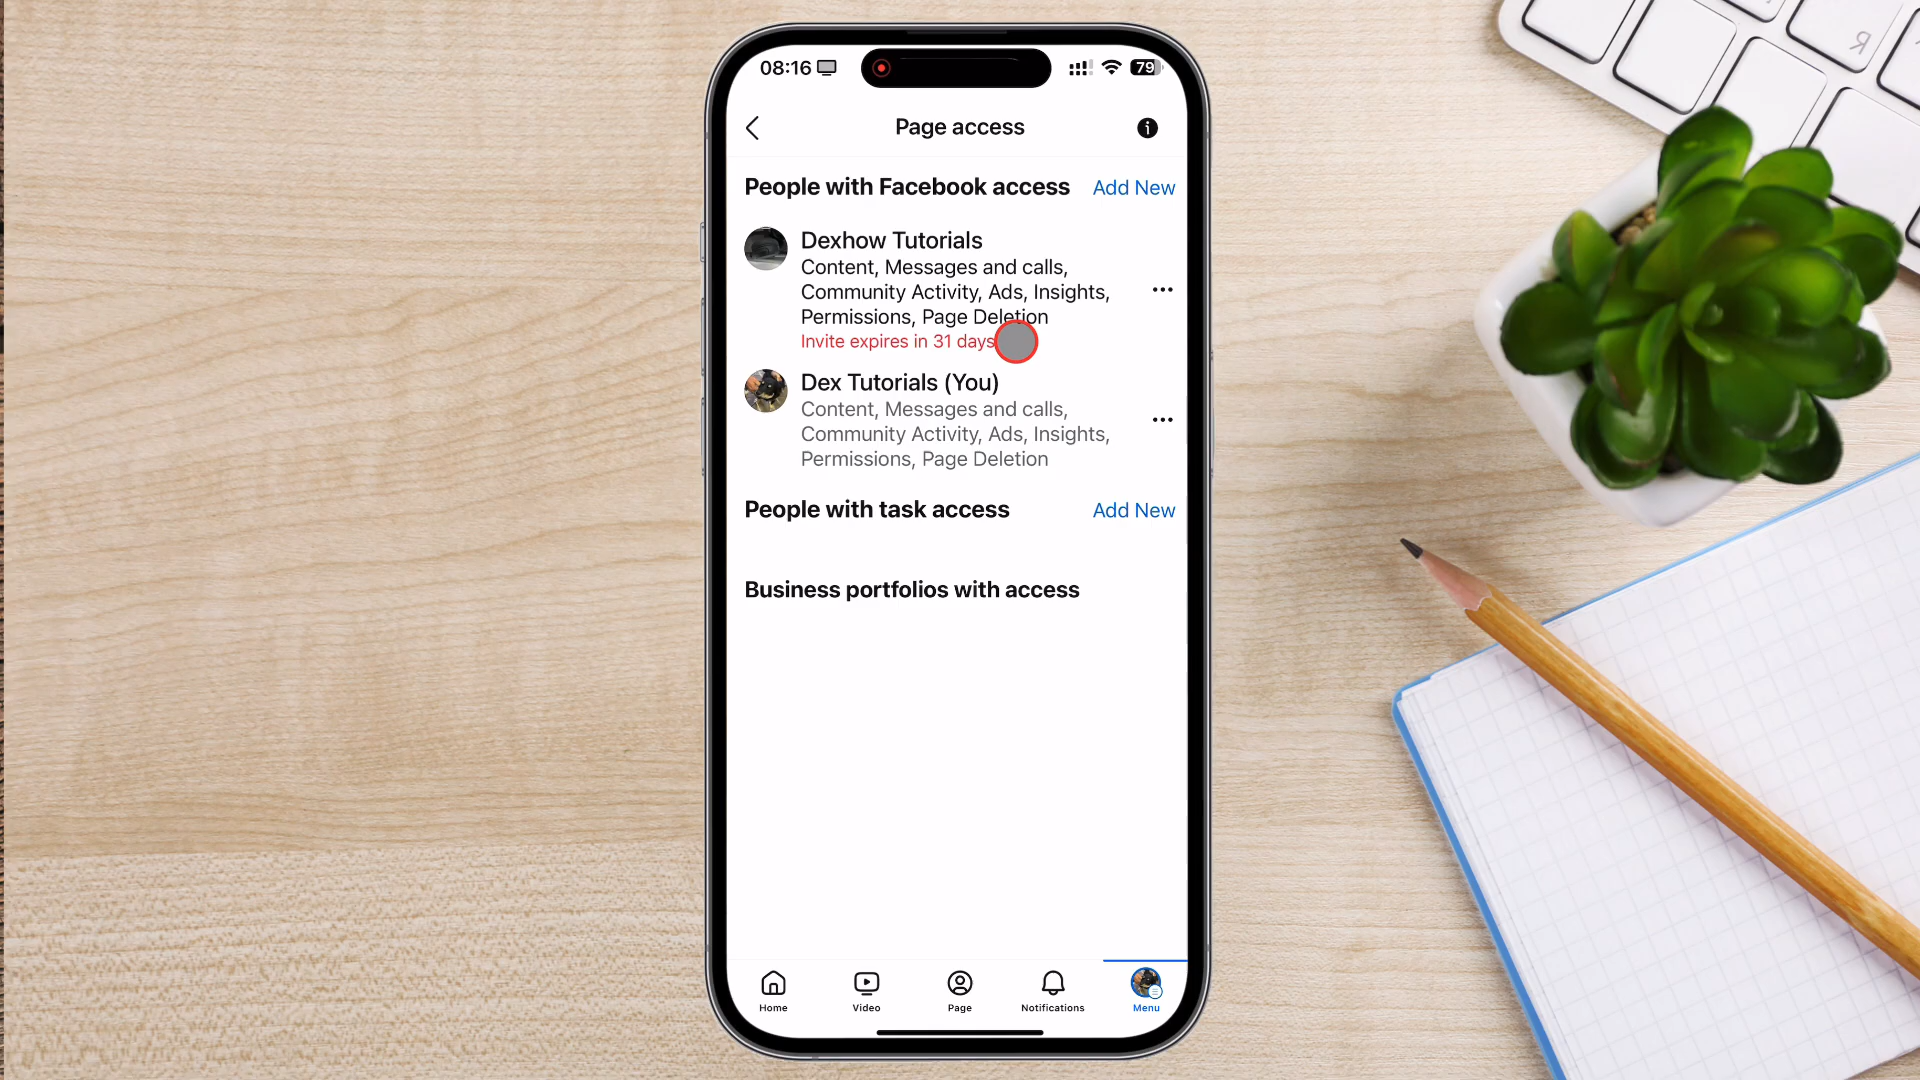 08:16
79
Page access
People with Facebook access Add New
Dexhow Tutorials
Content, Messages and calls,
Community Activity, Ads, Insights,
Permissions, Page Deletion
Invite expires in 31 days
Dex Tutorials (You)
Content, Messages and calls,
Community Activity, Ads, Insights,
Permissions, Page Deletion
People with task access Add New
Business portfolios with access
Home Video Page Notifications Menu
R